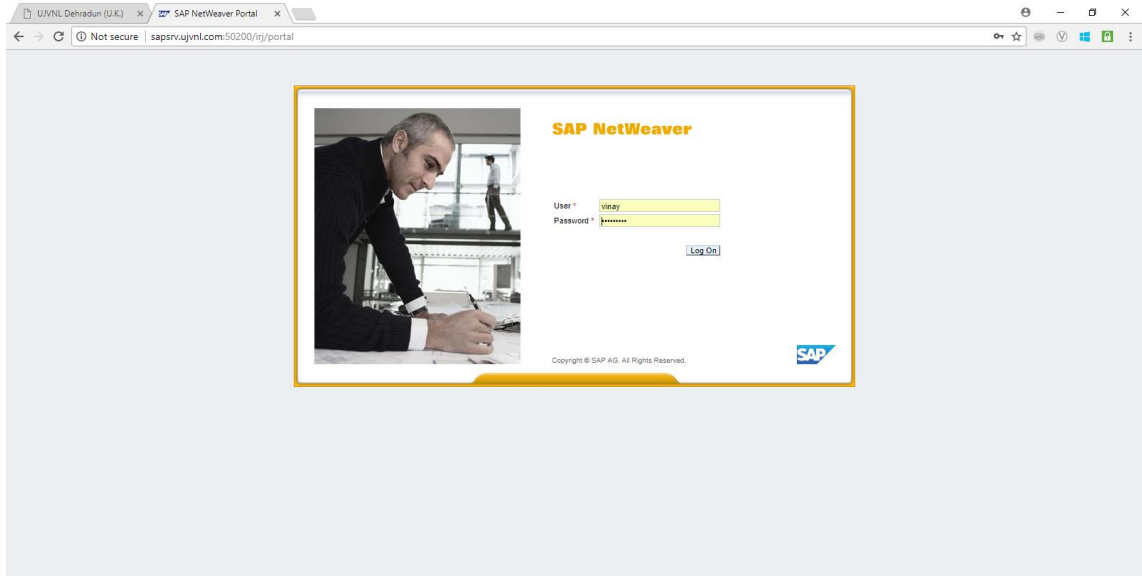 UJVNL Dehradun (U.K.)
SAP NetWeaver Portal
Not secure | sapsrv.ujvnl.com:50200/irj/portal
SAP NetWeaver
User * vinay
Password * •••••••••
Log On
Copyright © SAP AG. All Rights Reserved.
SAP